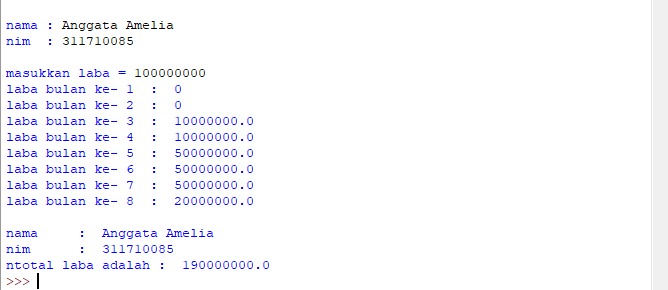 nama : Anggata Amelia
nim  : 311710085
masukkan laba = 100000000
laba bulan ke- 1  :  0
laba bulan ke- 2  :  0
laba bulan ke- 3  :  10000000.0
laba bulan ke- 4  :  10000000.0
laba bulan ke- 5  :  50000000.0
laba bulan ke- 6  :  50000000.0
laba bulan ke- 7  :  50000000.0
laba bulan ke- 8  :  20000000.0
nama     :  Anggata Amelia
nim      :  311710085
ntotal laba adalah :  190000000.0
>>>